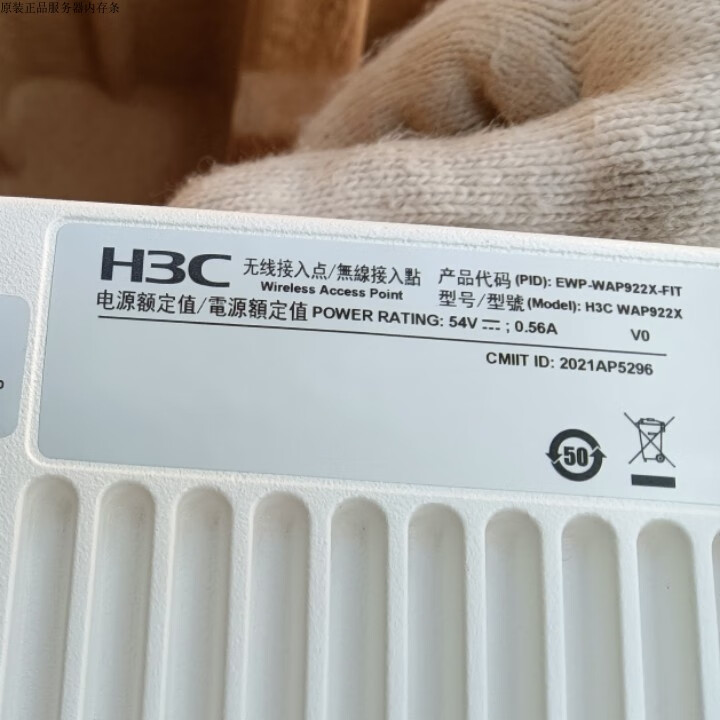 原装正品服务器内存条
H3C 无线接入点/無線接入點 产品代码 (PID): EWP-WAP922X-FIT
Wireless Access Point 型号/型號 (Model): H3C WAP922X
电源额定值/電源額定值 POWER RATING: 54V ; 0.56A V0
CMIIT ID: 2021AP5296
50